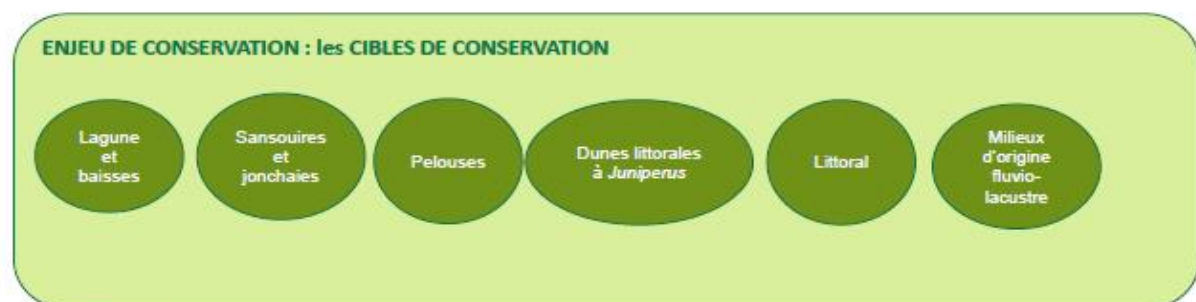 ENJEU DE CONSERVATION : les CIBLES DE CONSERVATION
Lagune
et
baisses
Sansouires
et
jonchaies
Pelouses
Dunes littorales
à Juniperus
Littoral
Milieux
d'origine
fluvio-
lacustre